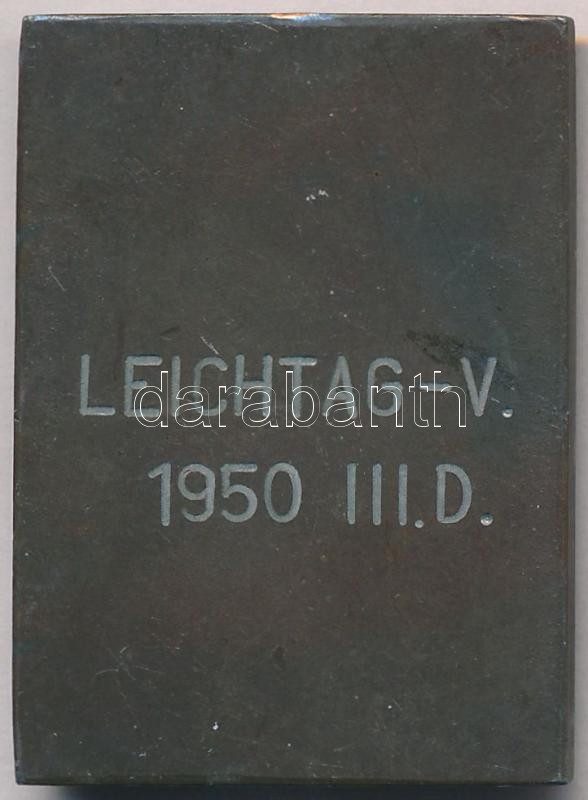 LEICHTAG-V.
darabanth
1950 III.D.